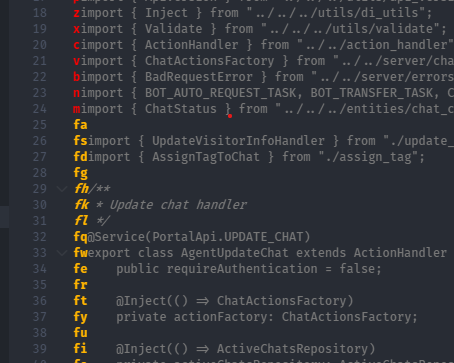 18 zimport { Inject } from "../../../utils/di_utils";
19 ximport { Validate } from "../../../utils/validate";
20 cimport { ActionHandler } from "../../action_handler"
21 vimport { ChatActionsFactory } from "../../server/cha
22 bimport { BadRequestError } from "../../server/errors
23 nimport { BOT_AUTO_REQUEST_TASK, BOT_TRANSFER_TASK, C
24 mimport { ChatStatus } from "../../entities/chat_c
25 fa
26 fsimport { UpdateVisitorInfoHandler } from "./update_
27 fdimport { AssignTagToChat } from "./assign_tag";
28 fg
29 fh/**
30 fk * Update chat handler
31 fl */
32 fq@Service(PortalApi.UPDATE_CHAT)
33 fwexport class AgentUpdateChat extends ActionHandler
34 fe public requireAuthentication = false;
35 fr
36 ft @Inject(() => ChatActionsFactory)
37 fy private actionFactory: ChatActionsFactory;
38 fu
39 fi @Inject(() => ActiveChatsRepository)